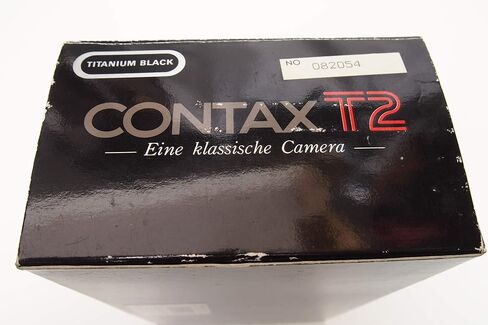 TITANIUM BLACK
NO 082054
CONTAX T2
— Eine klassische Camera —